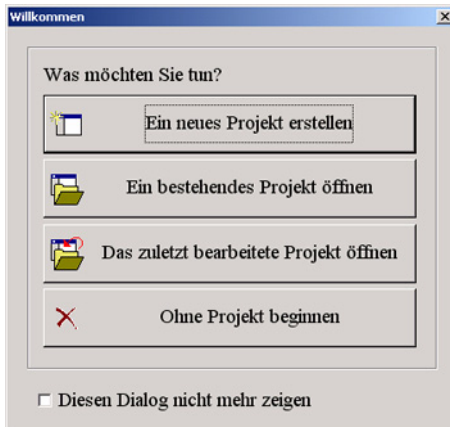 Willkommen
Was möchten Sie tun?
Ein neues Projekt erstellen
Ein bestehendes Projekt öffnen
Das zuletzt bearbeitete Projekt öffnen
Ohne Projekt beginnen
Diesen Dialog nicht mehr zeigen